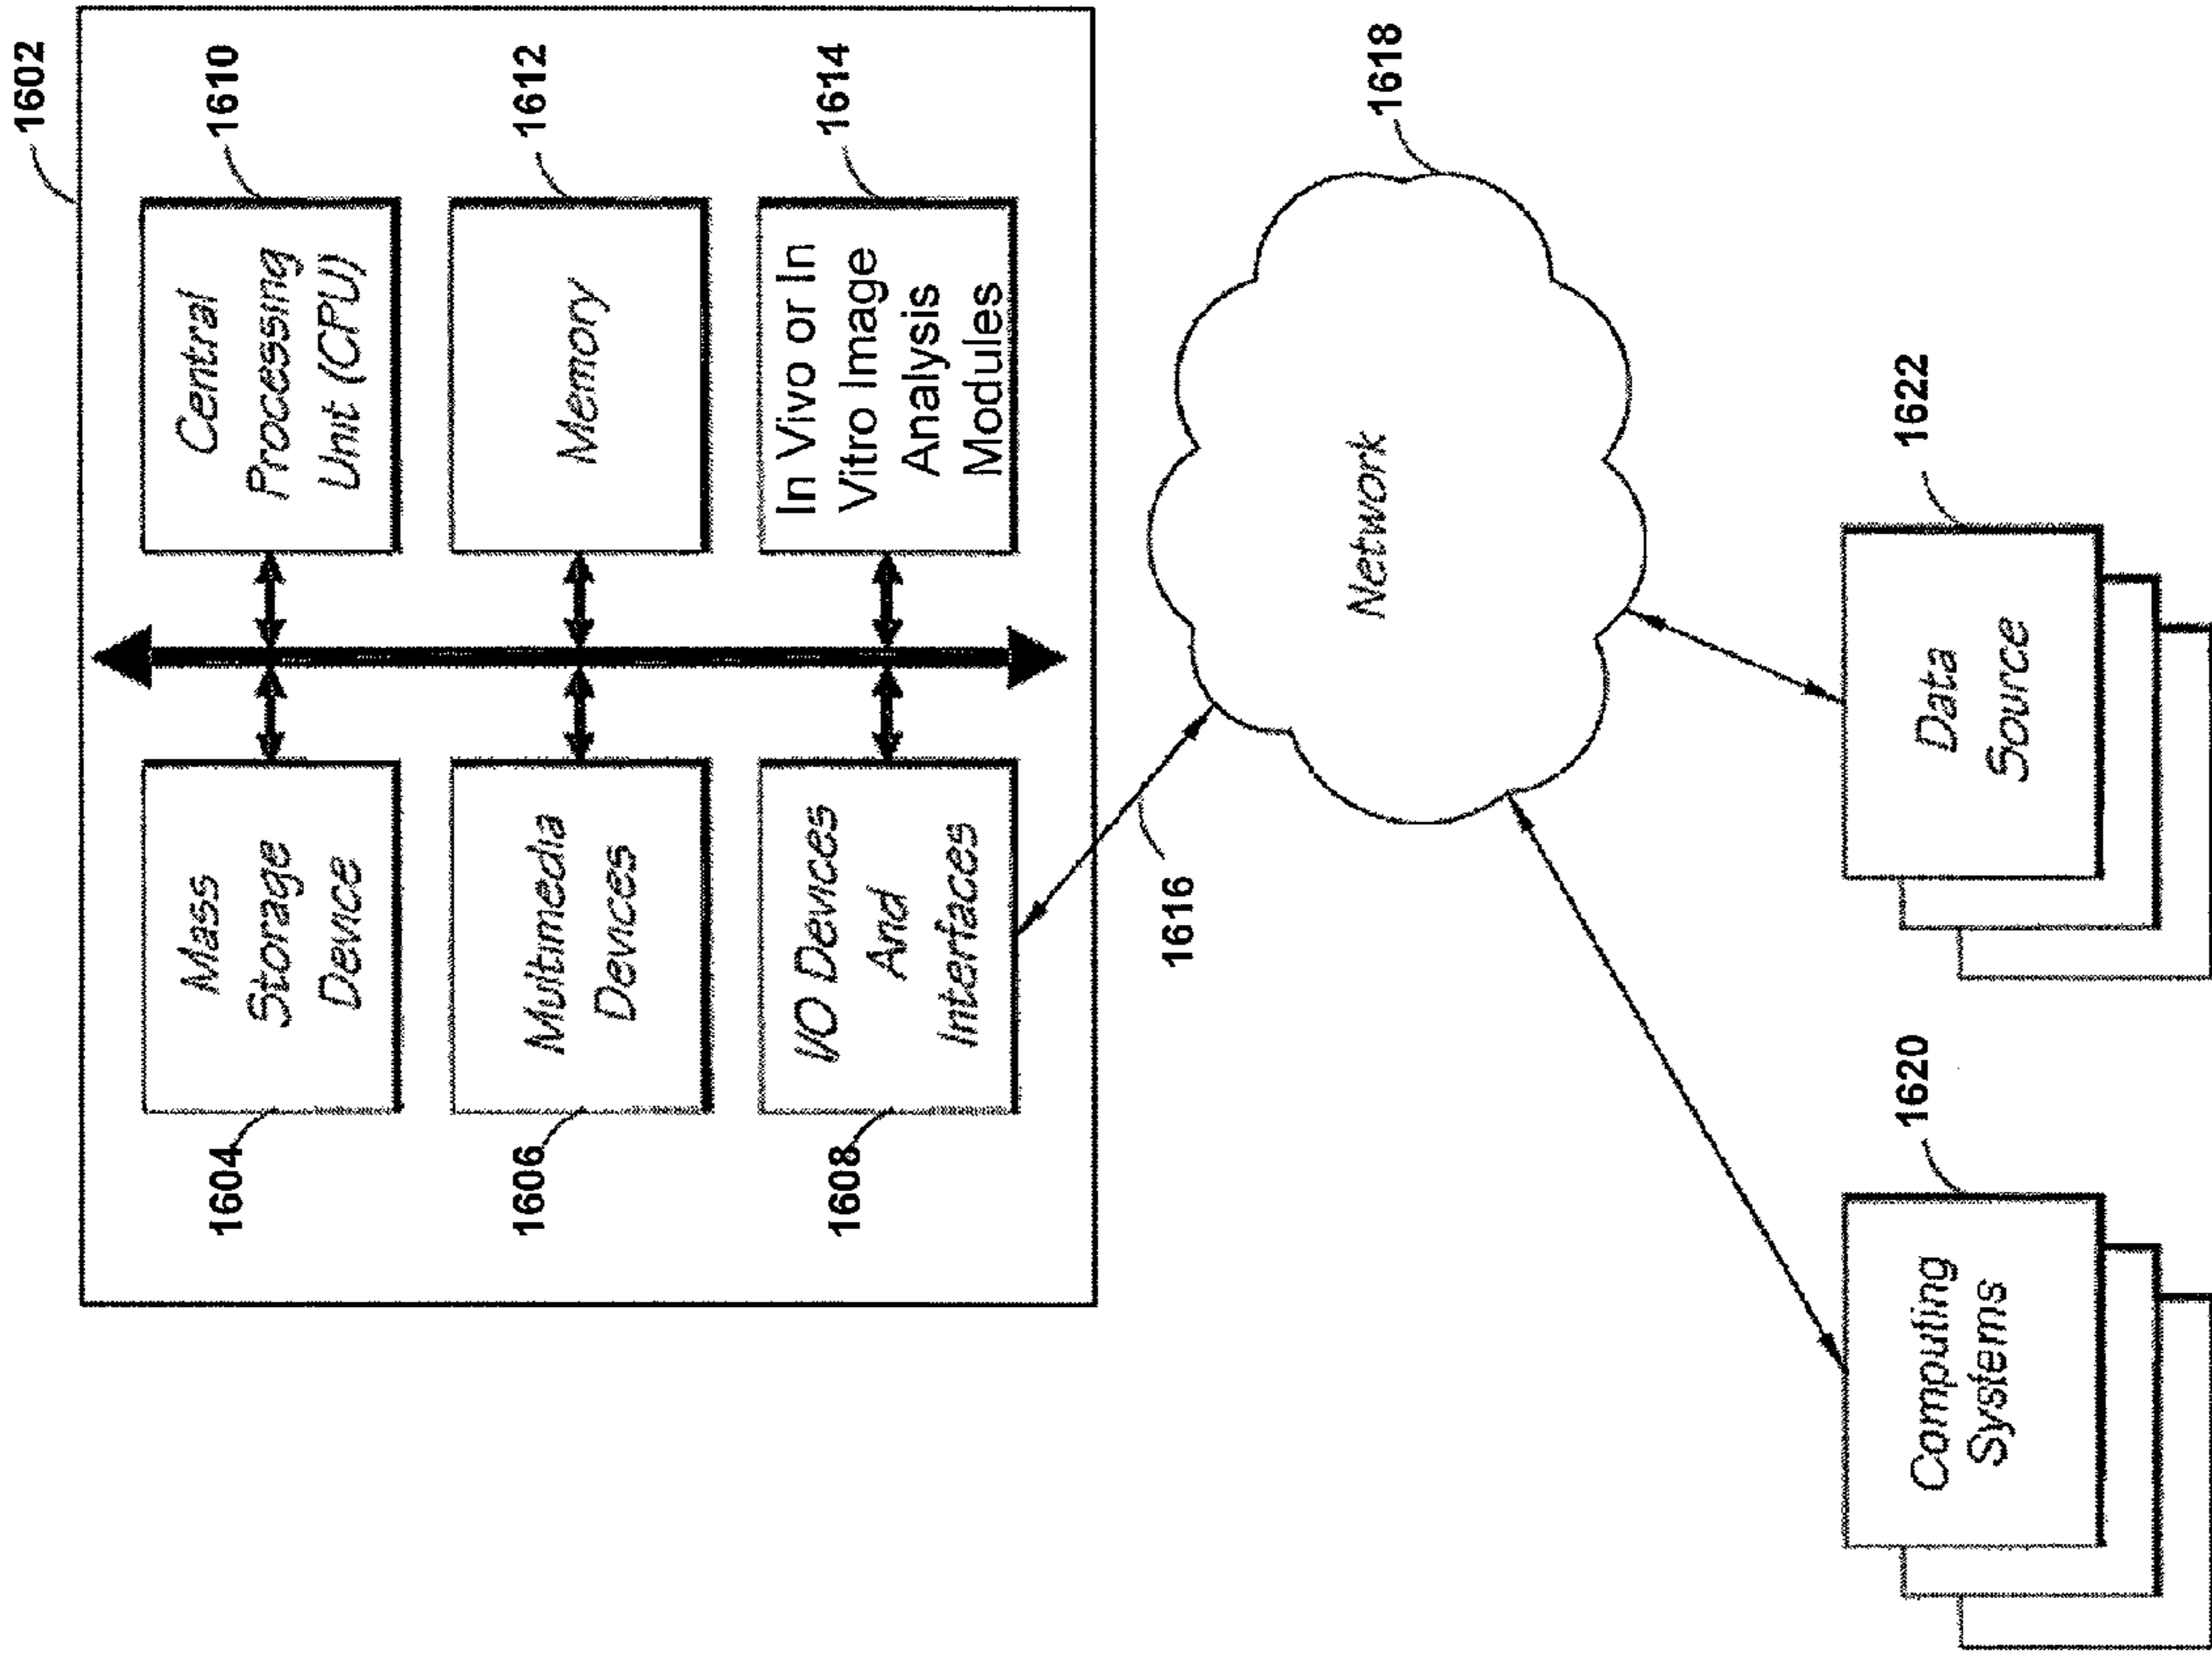 1602
Mass
Storage
Device
1604
Central
Processing
Unit (CPU)
1610
Multimedia
Devices
1606
Memory
1612
I/O Devices
And
Interfaces
1608
In Vivo or In
Vitro Image
Analysis
Modules
1614
1616
Network
1618
Computing
Systems
1620
Data
Source
1622